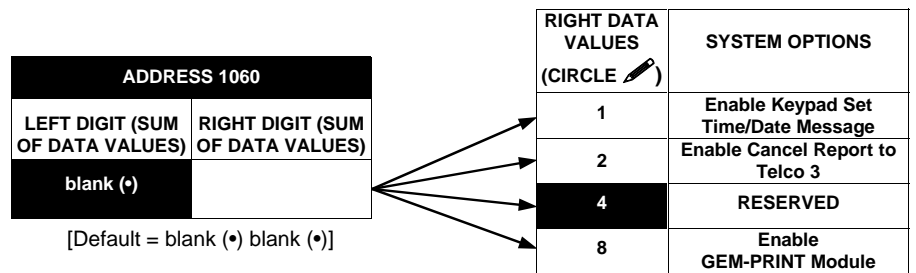 ADDRESS 1060
LEFT DIGIT (SUM
OF DATA VALUES)
RIGHT DIGIT (SUM
OF DATA VALUES)
blank (•)
[Default = blank (•) blank (•)]
RIGHT DATA
VALUES
(CIRCLE )
SYSTEM OPTIONS
1
Enable Keypad Set
Time/Date Message
2
Enable Cancel Report to
Telco 3
4
RESERVED
8
Enable
GEM-PRINT Module